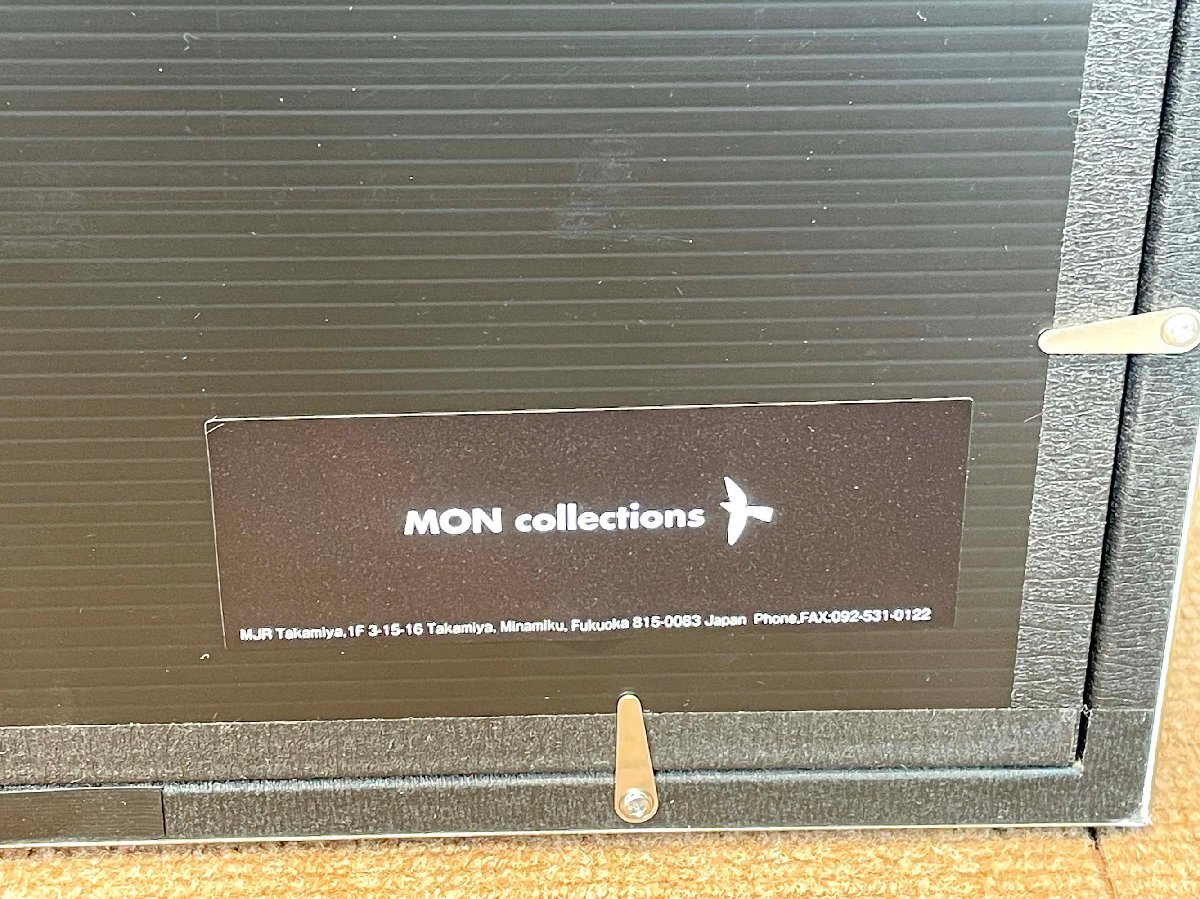 MON collections
MJR Takamiya,1F 3-15-16 Takamiya, Minamiku, Fukuoka 815-0083 Japan Phone,FAX:092-531-0122